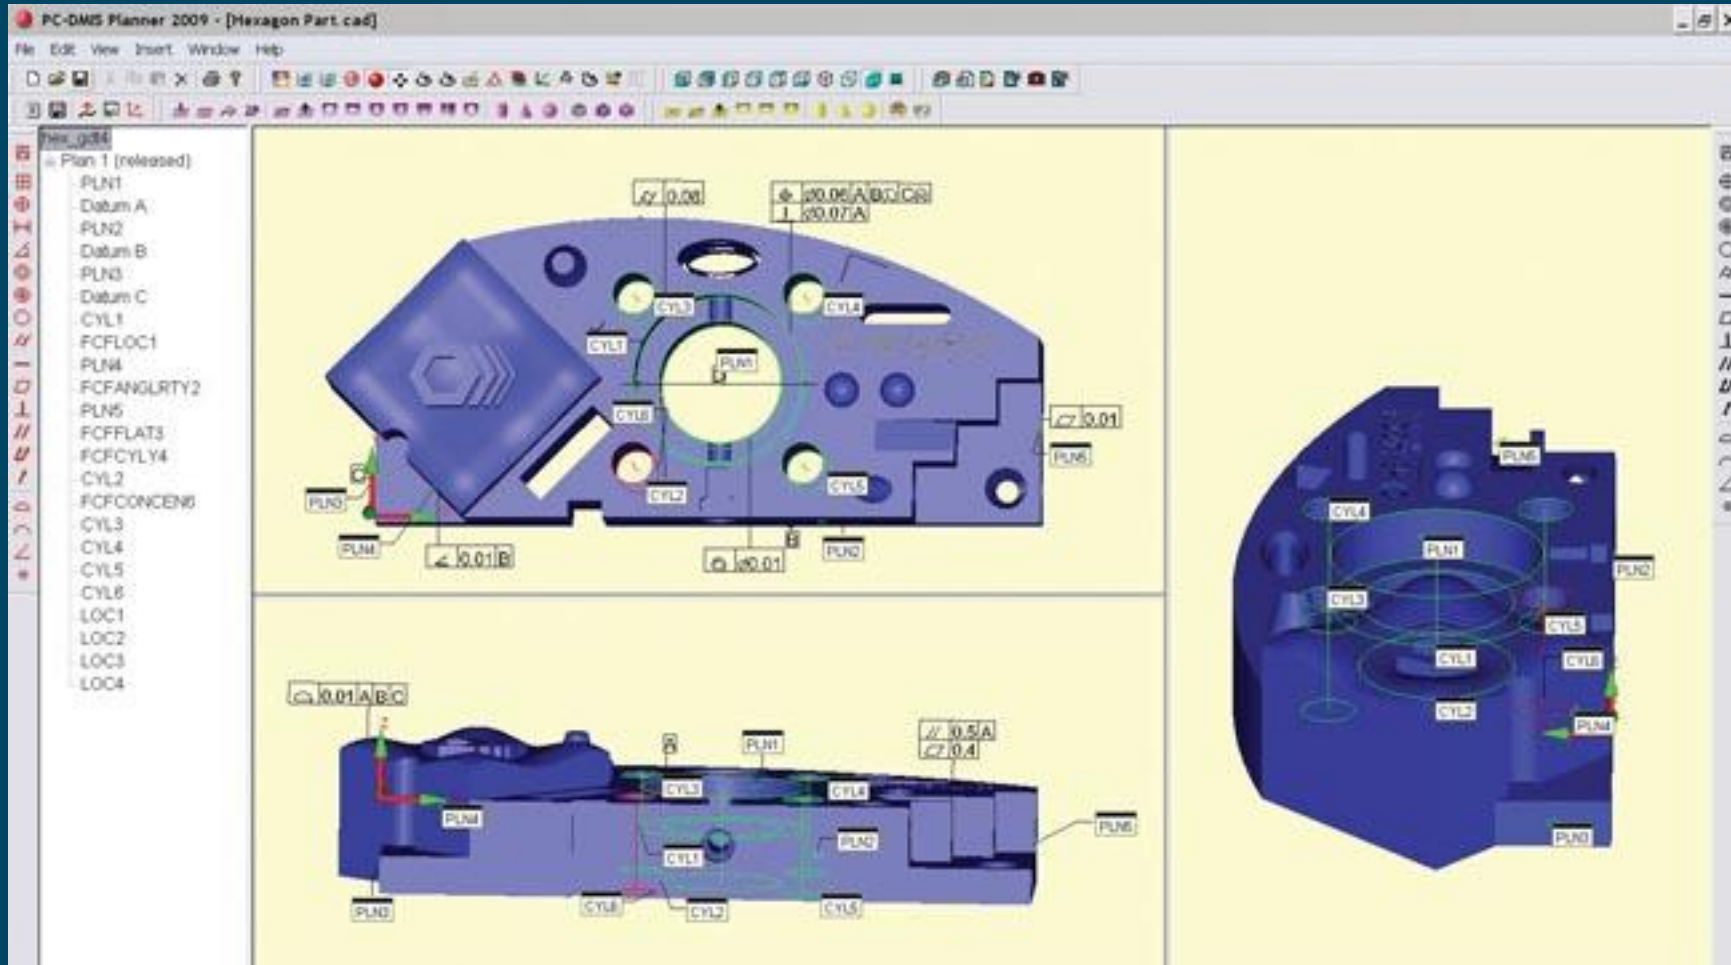 PC-DMIS Planner 2009 - [Hexagon Part.cad]
File Edit View Insert Window Help
hex_gdt4
Plan 1 (released)
PLN1
Datum A
PLN2
Datum B
PLN3
Datum C
CYL1
FCFLOC1
PLN4
FCFANGLRTY2
PLN5
FCFFLAT3
FCFCYLY4
CYL2
FCFCONCEN6
CYL3
CYL4
CYL5
CYL6
LOC1
LOC2
LOC3
LOC4
0.06
⌀0.06 A B C
⌀0.07 A
CYL3
CYL4
CYL1
PLN1
CYL6
0.01
PLN5
C
CYL2
CYL5
PLN3
PLN4
0.01 B
⌀0.01
B
PLN2
0.01 A B C
Z
A
PLN1
// 0.5 A
0.4
CYL3
CYL4
PLN4
PLN5
PLN2
CYL1
PLN3
CYL6
CYL2
CYL5
PLN5
CYL4
PLN1
PLN2
CYL3
CYL5
CYL1
CYL6
CYL2
PLN4
PLN3